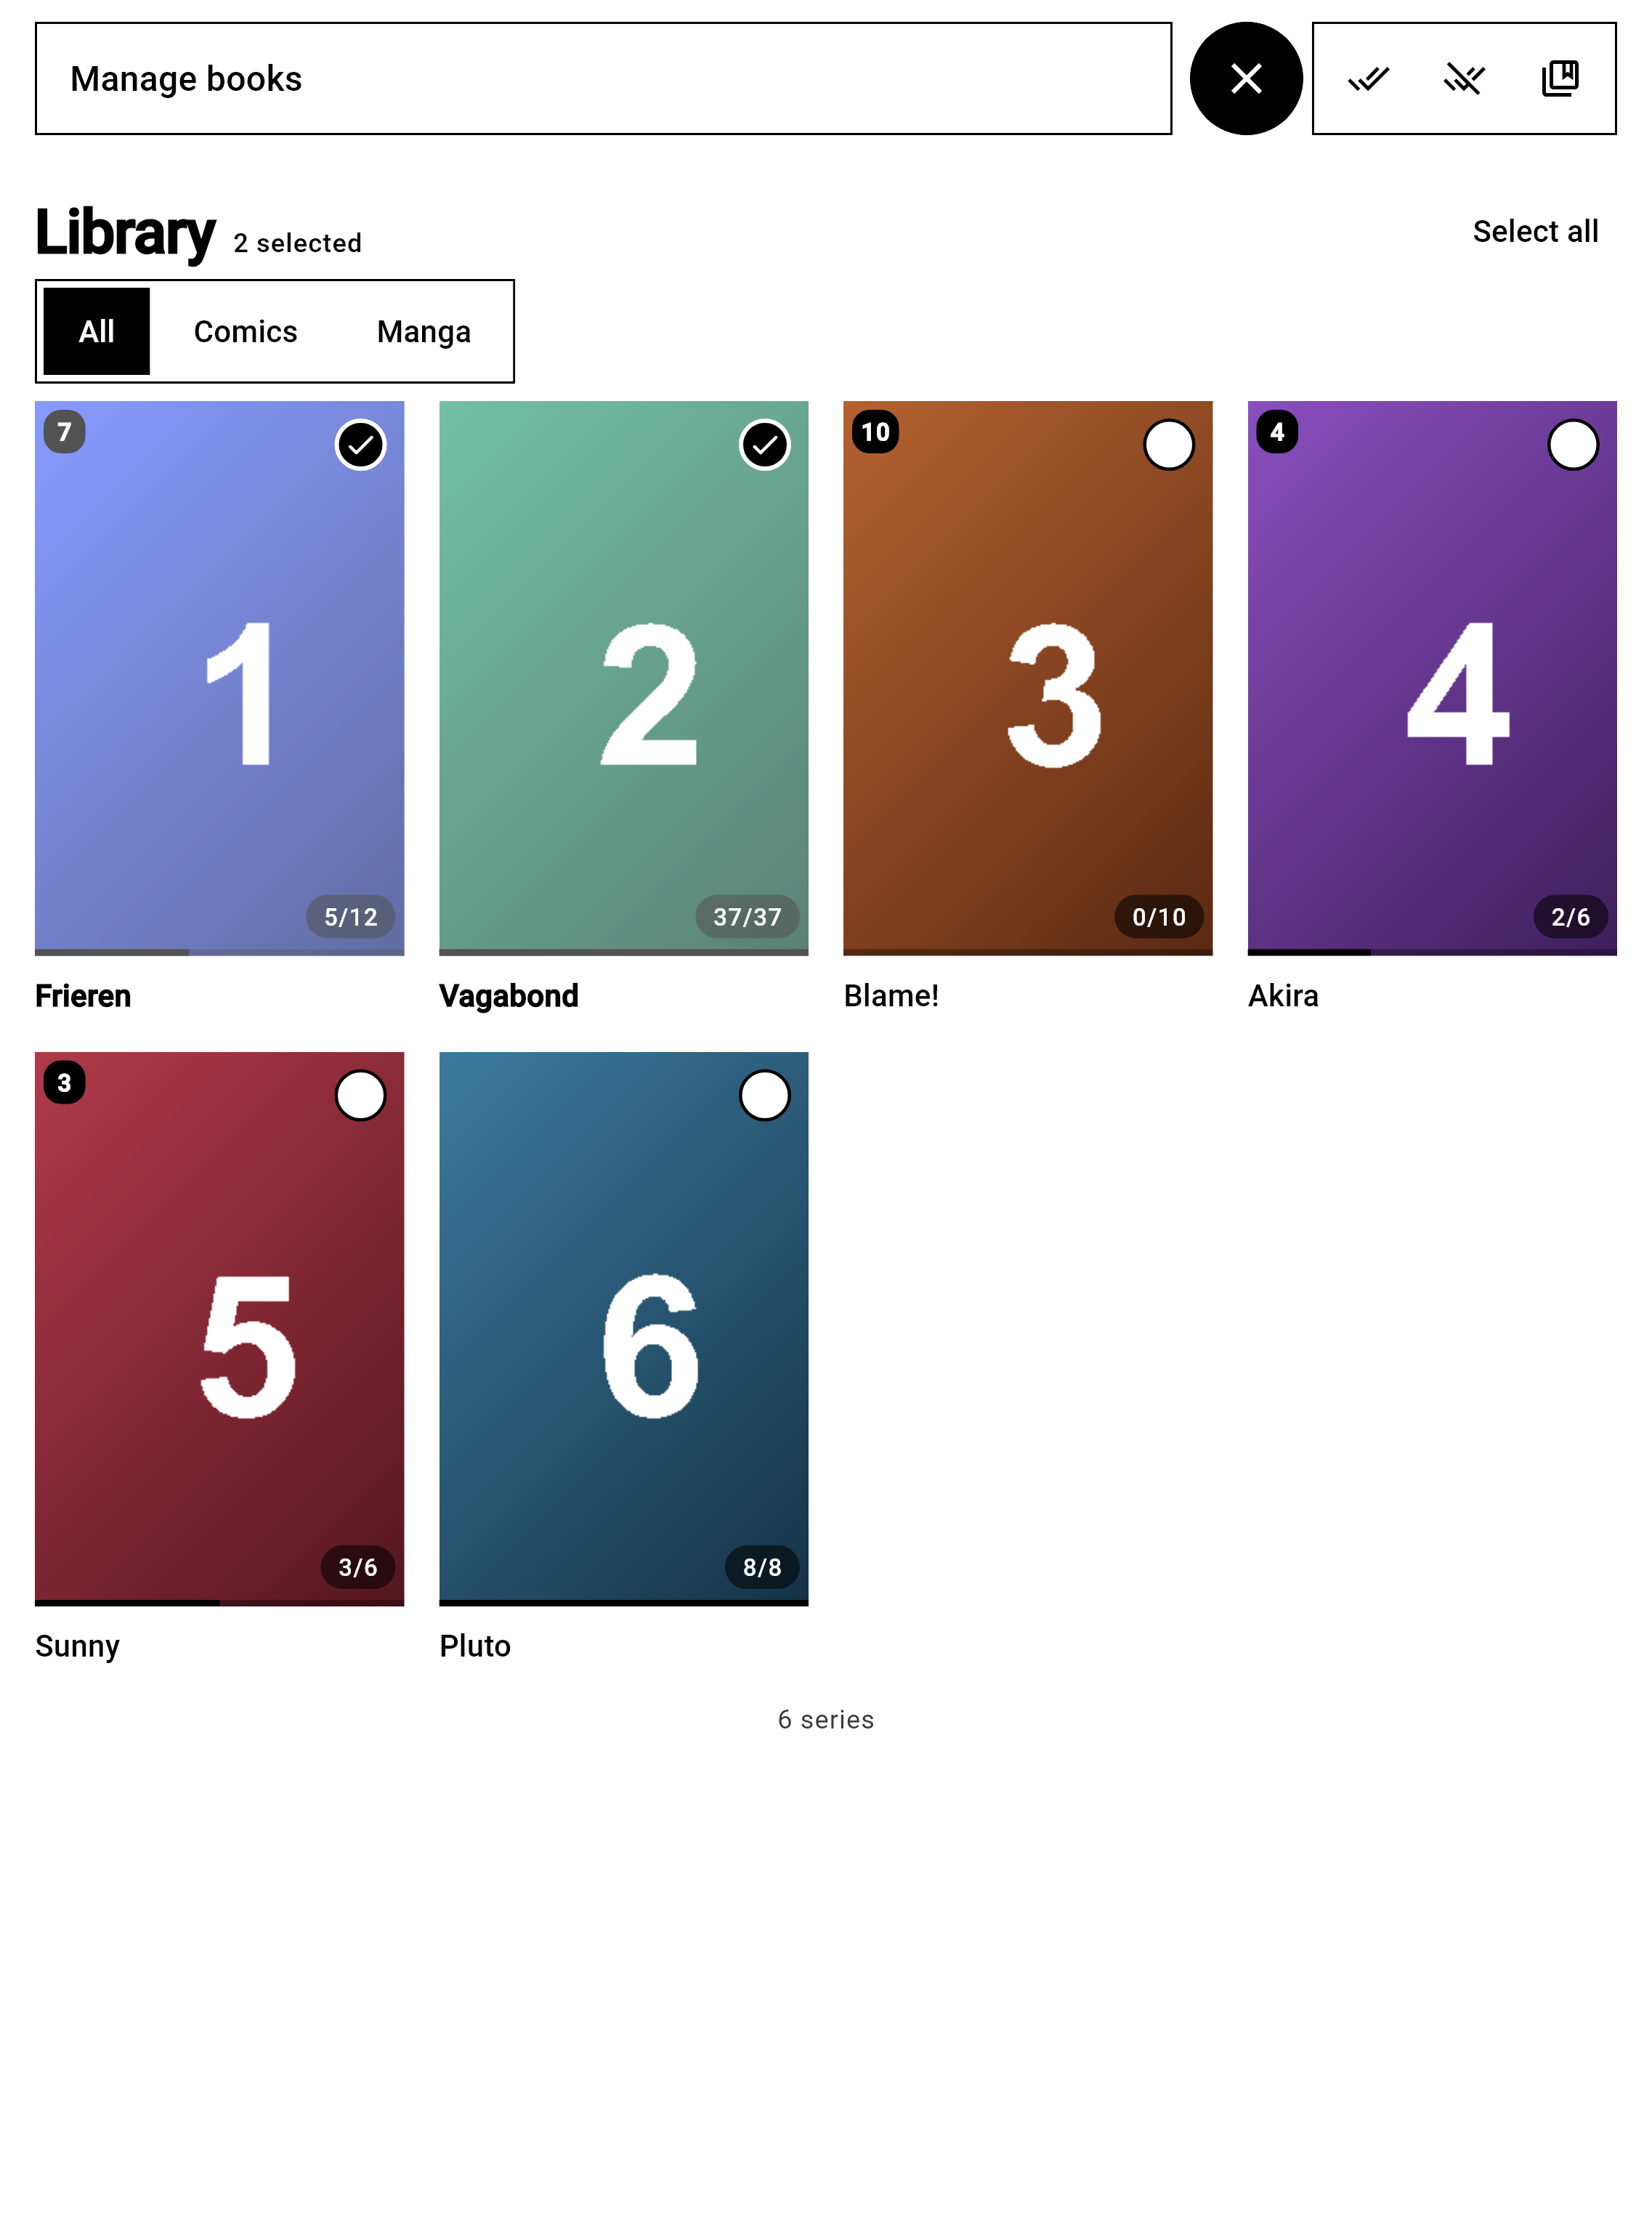 Manage books
Library 2 selected Select all
All Comics Manga
7 10 4
1 2 3 4
5/12 37/37 0/10 2/6
Frieren Vagabond Blame! Akira
3
5 6
3/6 8/8
Sunny Pluto
6 series